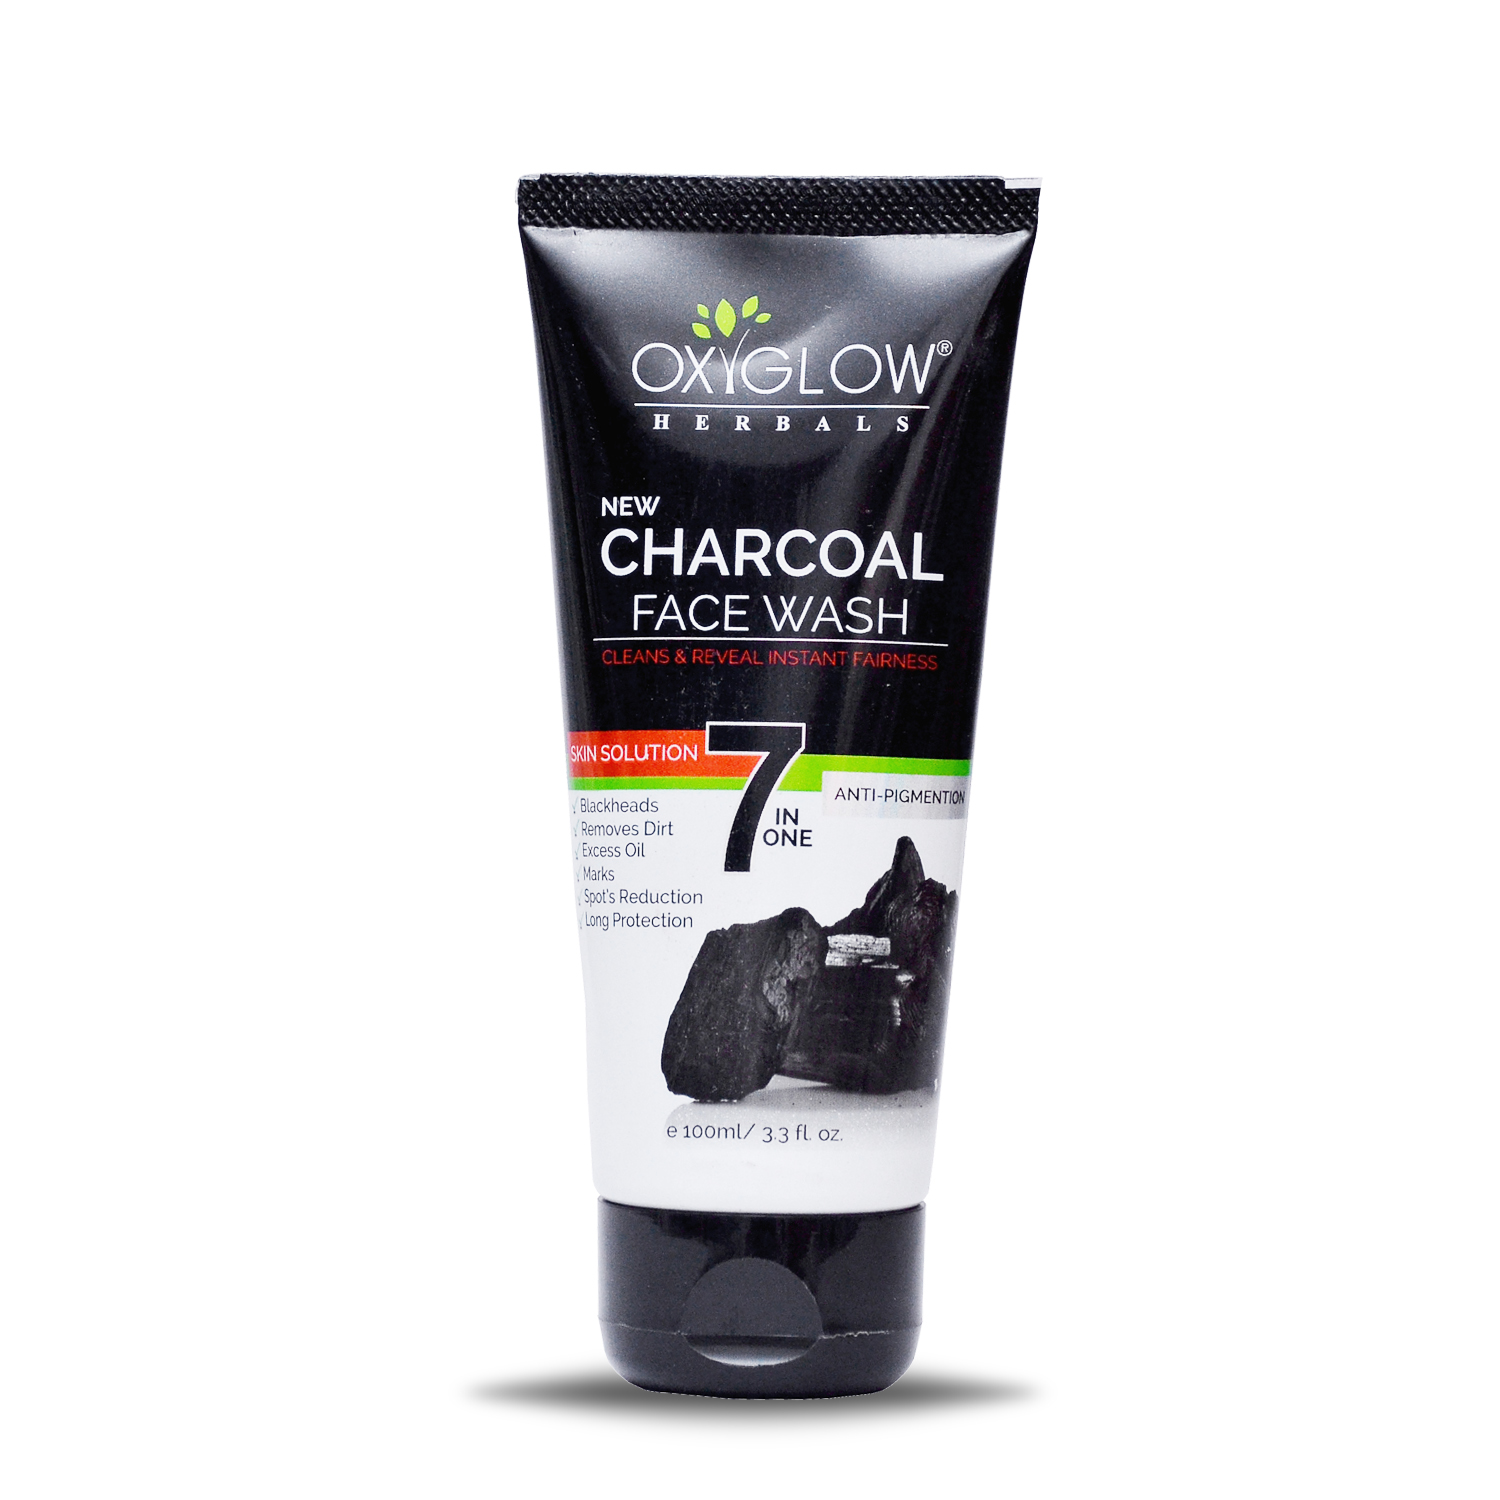 OXYGLOW®
HERBALS
NEW
CHARCOAL
FACE WASH
CLEANS & REVEAL INSTANT FAIRNESS
SKIN SOLUTION
7
IN
ONE
ANTI-PIGMENTION
Blackheads
Removes Dirt
Excess Oil
Marks
Spot's Reduction
Long Protection
e 100ml/ 3.3 fl. oz.